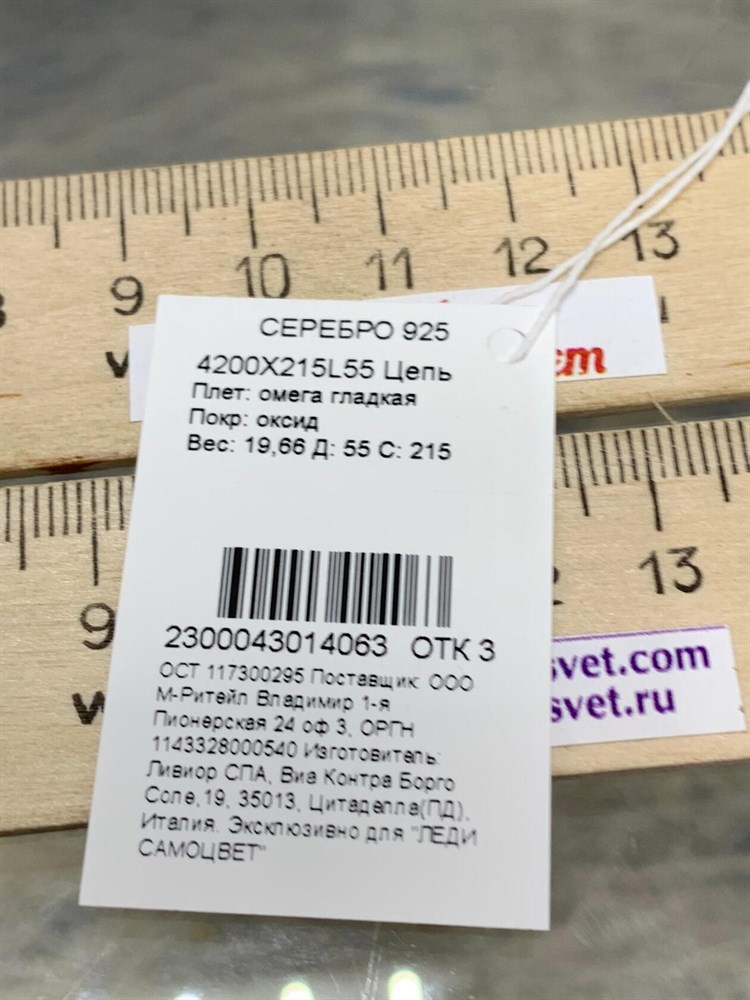 9 10 11 12 13
СЕРЕБРО 925
4200X215L55 Цепь
Плет: омега гладкая
Покр: оксид
Вес: 19,66 Д: 55 С: 215
2300043014063 ОТК 3
ОСТ 117300295 Поставщик: ООО
М-Ритейл Владимир 1-я
Пионерская 24 оф 3, ОРГН
1143328000540 Изготовитель:
Ливиор СПА, Виа Контра Борго
Соле,19, 35013, Цитаделла(ПД),
Италия. Эксклюзивно для "ЛЕДИ
САМОЦВЕТ"
9 13
svet.com
svet.ru